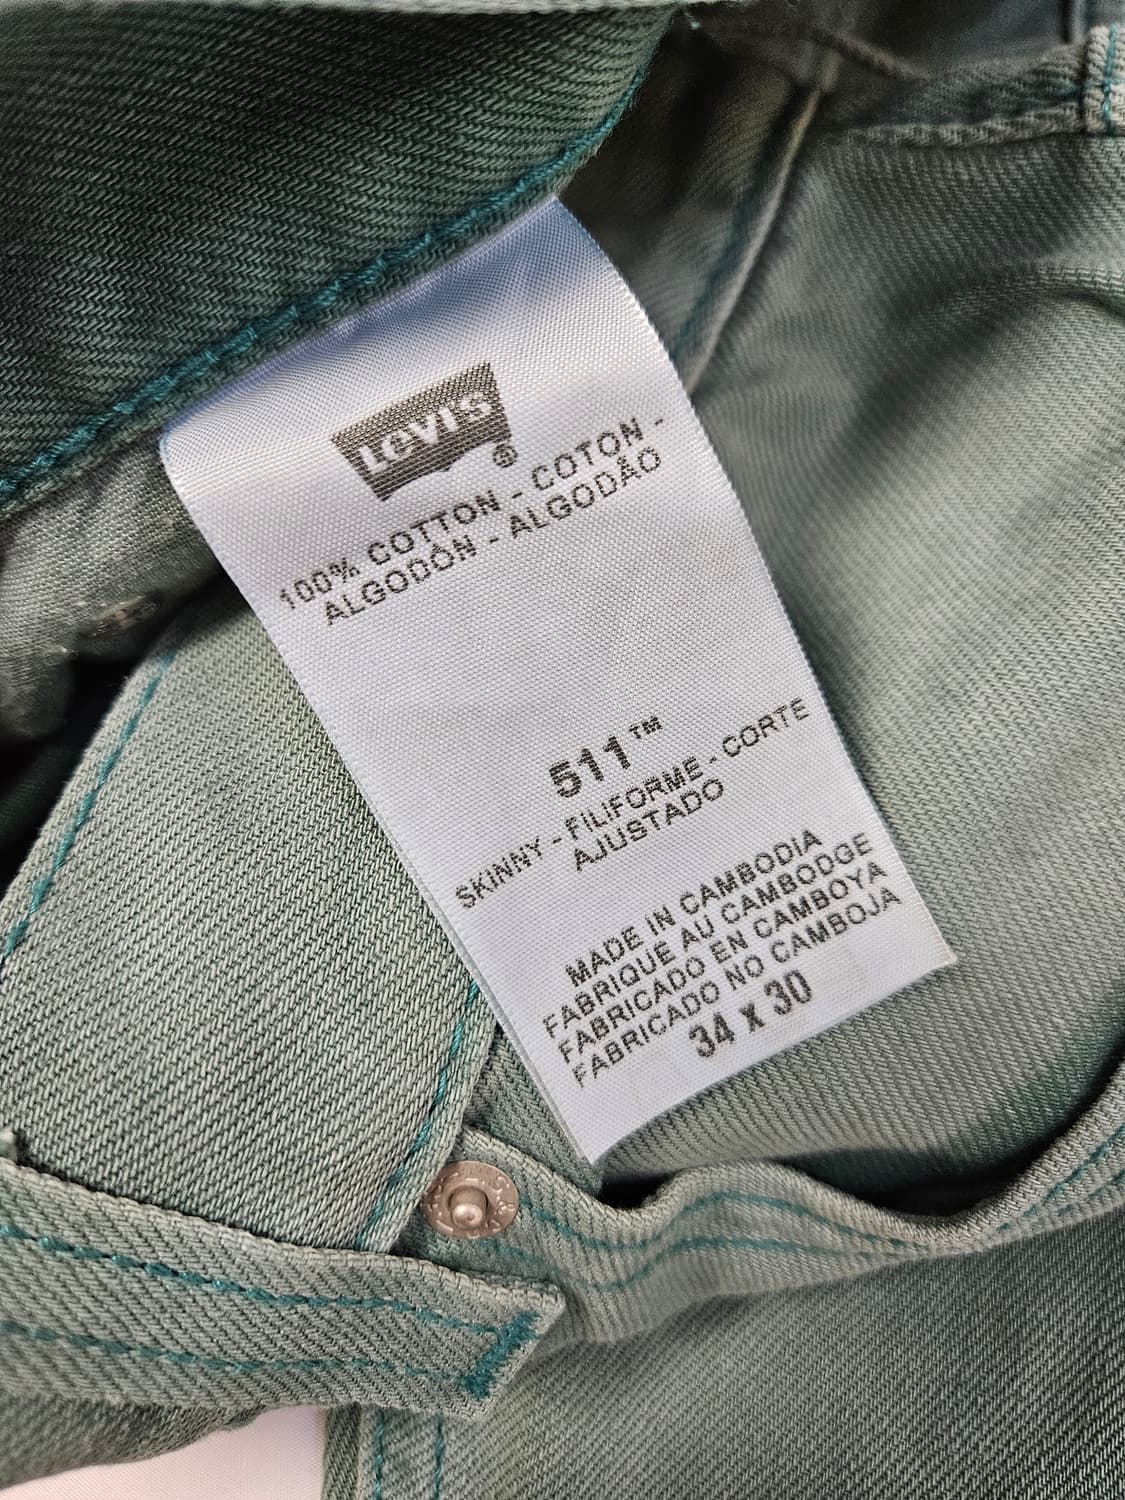 Levi's®
100% COTTON - COTON -
ALGODÓN - ALGODÃO
511™
SKINNY - FILIFORME - CORTE
AJUSTADO
MADE IN CAMBODIA
FABRIQUE AU CAMBODGE
FABRICADO EN CAMBOYA
FABRICADO NO CAMBOJA
34 x 30